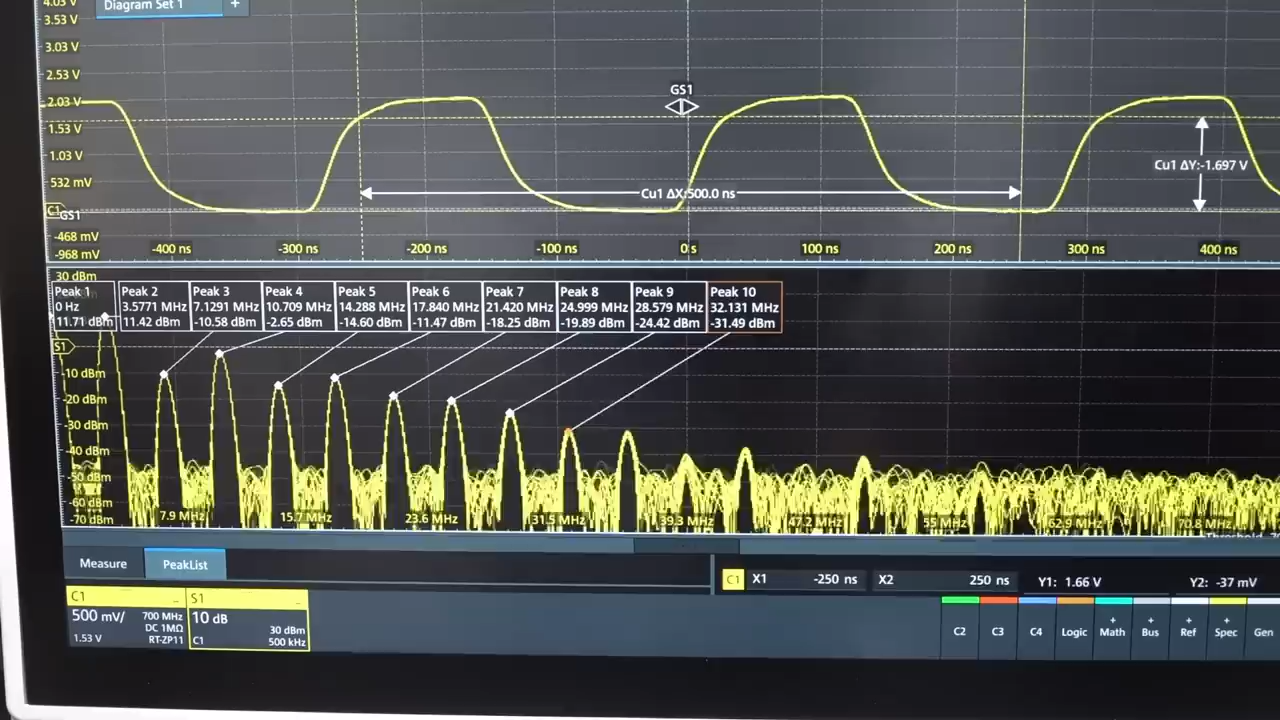 4.03 V
Diagram Set 1 +
3.53 V
3.03 V
2.53 V
GS1
2.03 V
1.53 V
1.03 V
Cu1 ΔY:-1.697 V
532 mV
Cu1 ΔX:500.0 ns
C1
GS1
-468 mV
-400 ns -300 ns -200 ns -100 ns 0 s 100 ns 200 ns 300 ns 400 ns
-968 mV
30 dBm
Peak 1 Peak 2 Peak 3 Peak 4 Peak 5 Peak 6 Peak 7 Peak 8 Peak 9 Peak 10
0 Hz 3.5771 MHz 7.1291 MHz 10.709 MHz 14.288 MHz 17.840 MHz 21.420 MHz 24.999 MHz 28.579 MHz 32.131 MHz
11.71 dBm 11.42 dBm -10.58 dBm -2.65 dBm -14.60 dBm -11.47 dBm -18.25 dBm -19.89 dBm -24.42 dBm -31.49 dBm
S1
-10 dBm
-20 dBm
-30 dBm
-40 dBm
-50 dBm
-60 dBm
-70 dBm
7.9 MHz 15.7 MHz 23.6 MHz 31.5 MHz 39.3 MHz 47.2 MHz 55 MHz 62.9 MHz 70.8 MHz
Measure PeakList
C1 X1 -250 ns X2 250 ns Y1: 1.66 V Y2: -37 mV
C1 S1
500 mV/ 700 MHz 10 dB
DC 1MΩ 30 dBm
1.53 V RT-ZP11 C1 500 kHz
C2 C3 C4 Logic + Math + Bus + Ref + Spec Gen